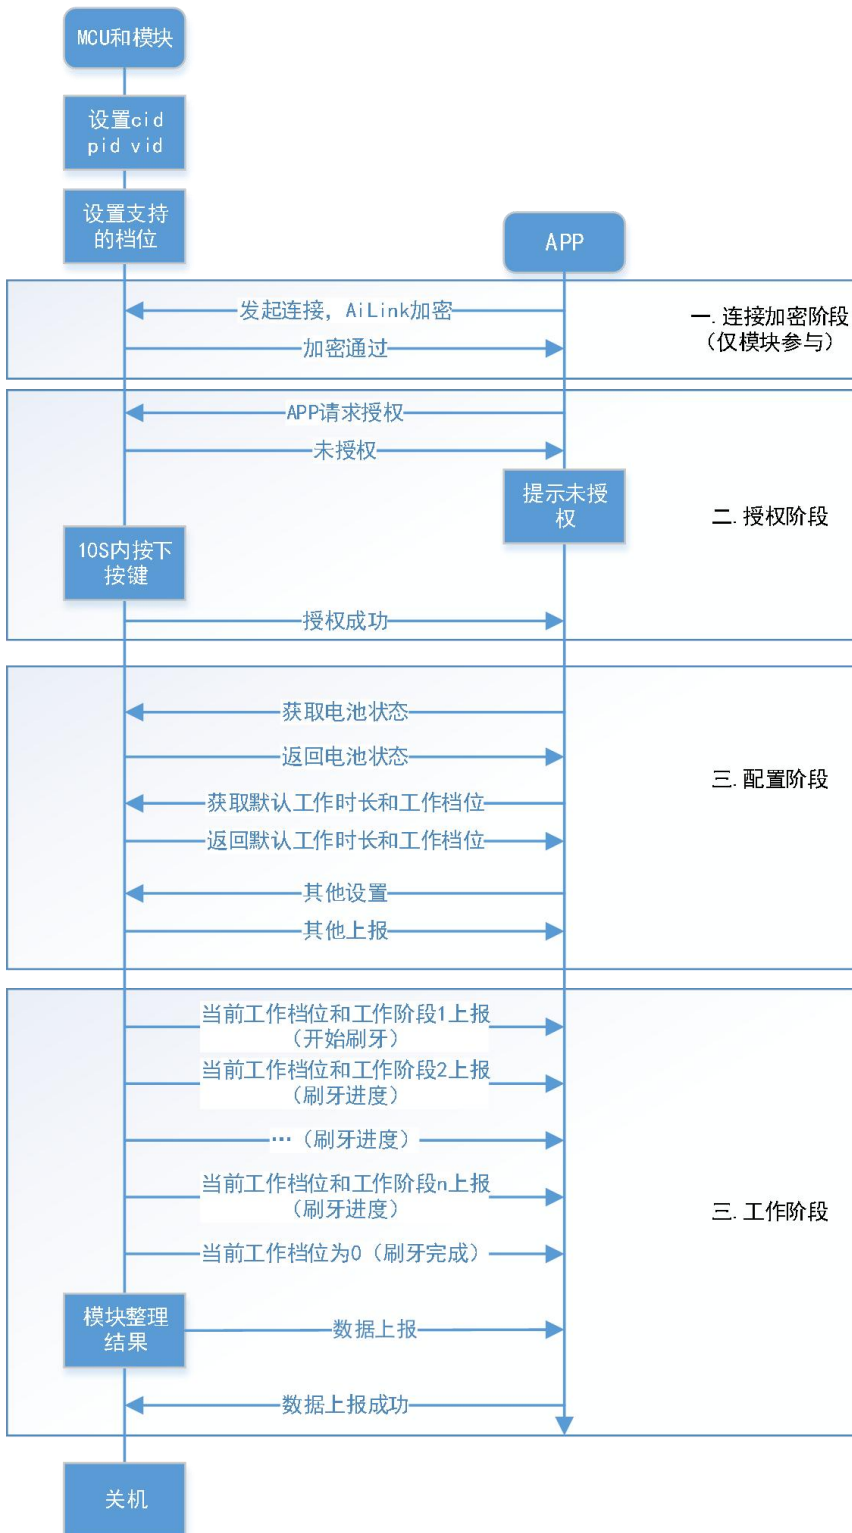 MCU和模块
设置cid
pid vid
设置支持
的档位
APP
发起连接，AiLink加密
加密通过
一.连接加密阶段
（仅模块参与）
APP请求授权
未授权
提示未授
权
10S内按下
按键
授权成功
二.授权阶段
获取电池状态
返回电池状态
获取默认工作时长和工作档位
返回默认工作时长和工作档位
其他设置
其他上报
三.配置阶段
当前工作档位和工作阶段1上报
（开始刷牙）
当前工作档位和工作阶段2上报
（刷牙进度）
…（刷牙进度）
当前工作档位和工作阶段n上报
（刷牙进度）
当前工作档位为0（刷牙完成）
模块整理
结果
数据上报
数据上报成功
三.工作阶段
关机